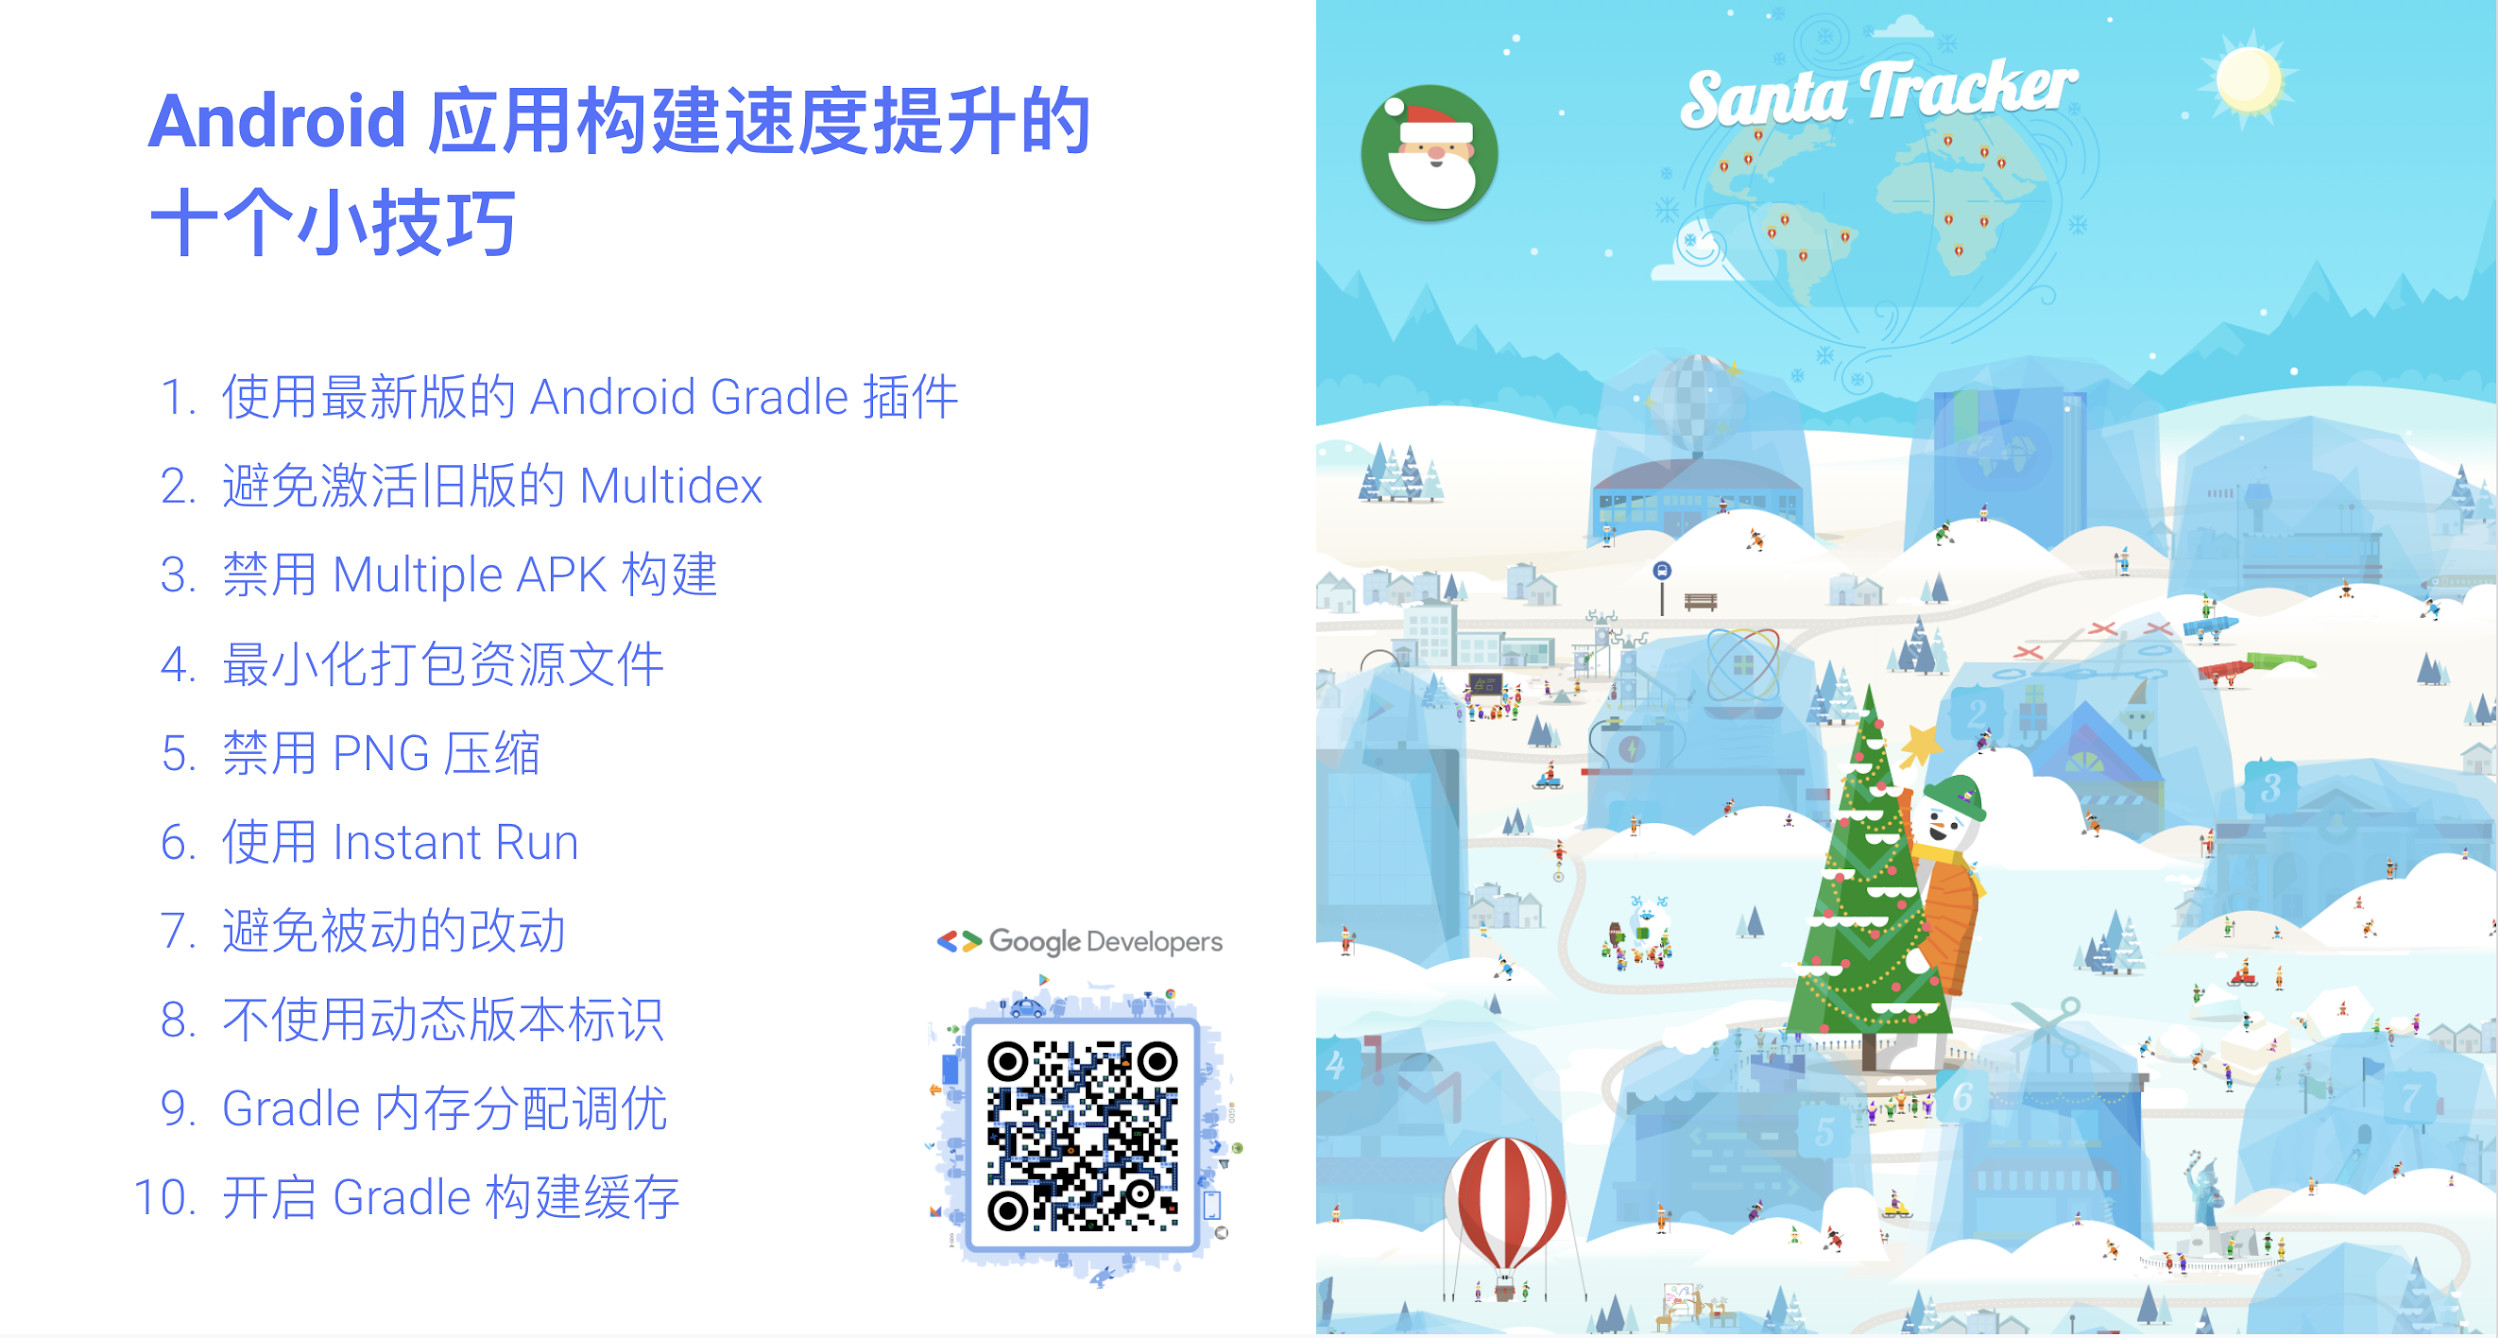 Android 应用构建速度提升的
十个小技巧
1. 使用最新版的 Android Gradle 插件
2. 避免激活旧版的 Multidex
3. 禁用 Multiple APK 构建
4. 最小化打包资源文件
5. 禁用 PNG 压缩
6. 使用 Instant Run
7. 避免被动的改动
8. 不使用动态版本标识
9. Gradle 内存分配调优
10. 开启 Gradle 构建缓存
Google Developers
Santa Tracker
2
3
4
5
6
7